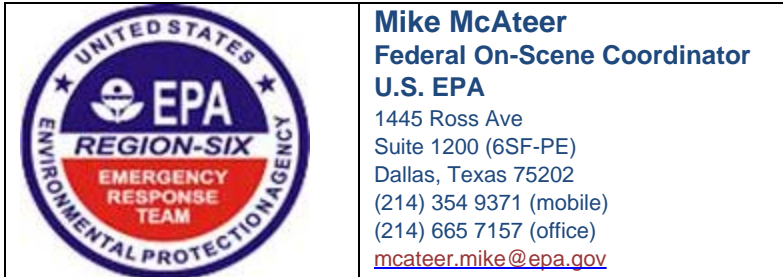 UNITED STATES
EPA
REGION-SIX
EMERGENCY
RESPONSE
TEAM
ENVIRONMENTAL PROTECTION AGENCY
Mike McAteer
Federal On-Scene Coordinator
U.S. EPA
1445 Ross Ave
Suite 1200 (6SF-PE)
Dallas, Texas 75202
(214) 354 9371 (mobile)
(214) 665 7157 (office)
mcateer.mike@epa.gov